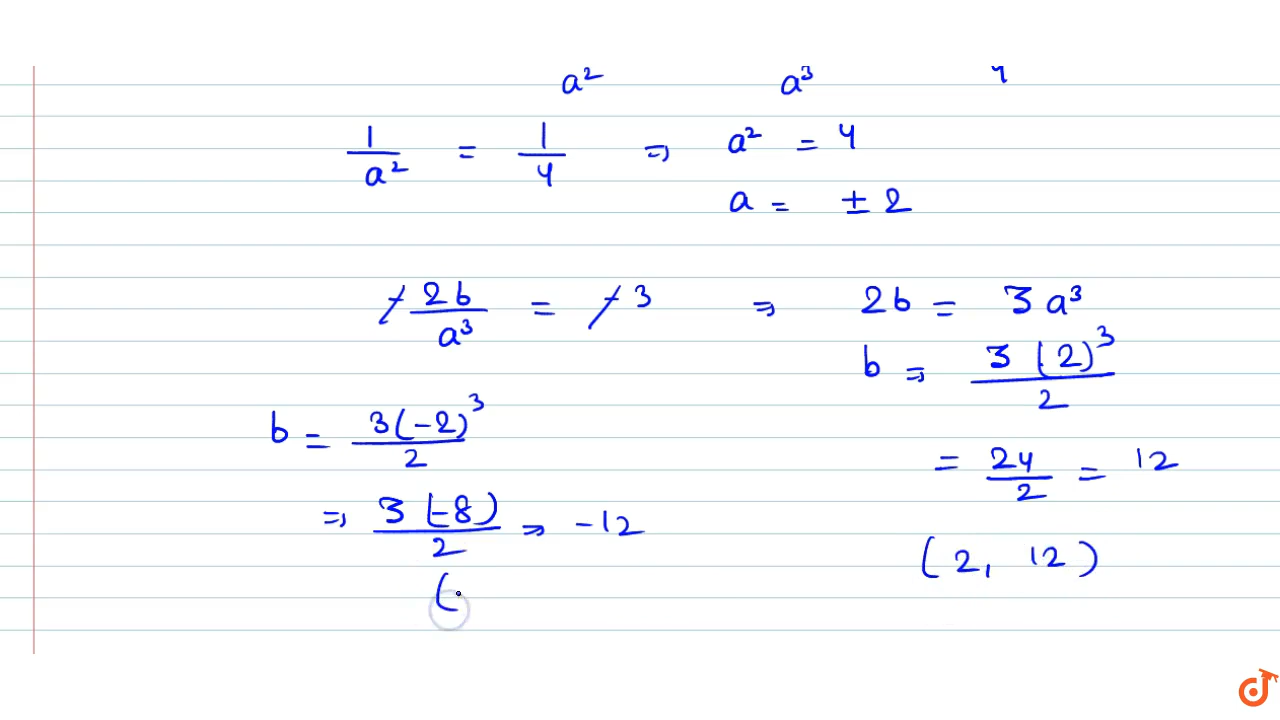 a² a³ 4
1/a² = 1/4 ⇒ a² = 4
a = ± 2
-2b/a³ = -3 ⇒ 2b = 3a³
b ⇒ 3(2)³/2
b = 3(-2)³/2
= 24/2 = 12
⇒ 3(-8)/2 ⇒ -12
(2, 12)
(